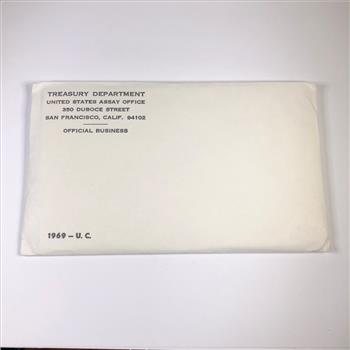 TREASURY DEPARTMENT
UNITED STATES ASSAY OFFICE
350 DUBOCE STREET
SAN FRANCISCO, CALIF. 94102
OFFICIAL BUSINESS
1969 – U. C.